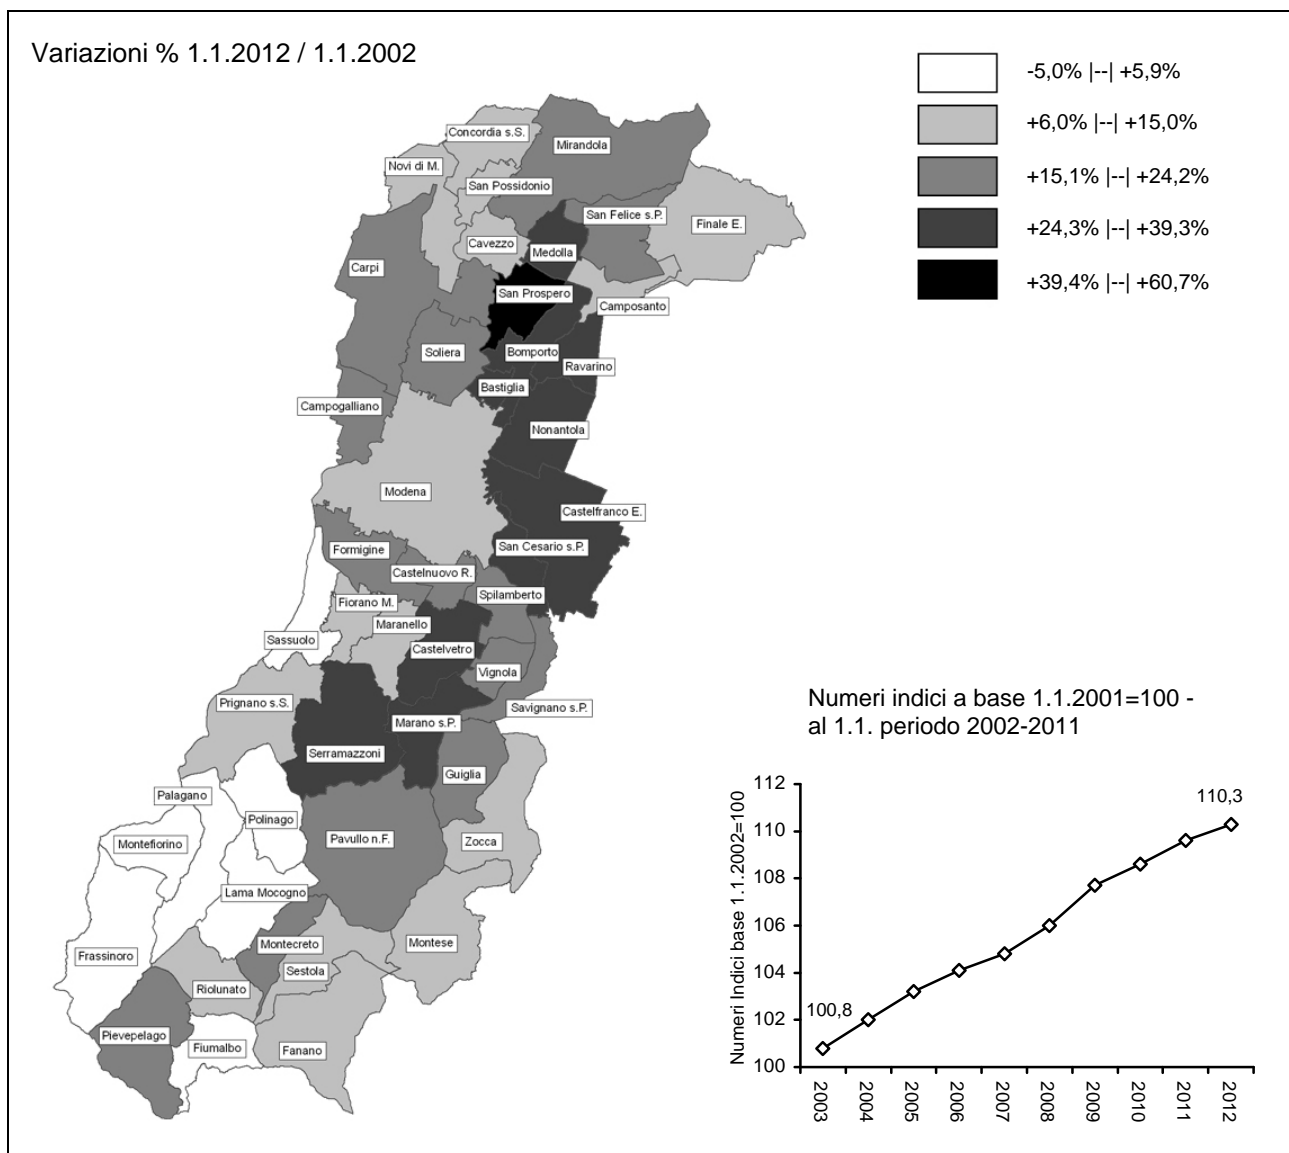 Variazioni % 1.1.2012 / 1.1.2002
-5,0% |--| +5,9%
+6,0% |--| +15,0%
+15,1% |--| +24,2%
+24,3% |--| +39,3%
+39,4% |--| +60,7%
Concordia s.S.
Mirandola
Novi di M.
San Possidonio
San Felice s.P.
Finale E.
Cavezzo
Medolla
Carpi
San Prospero
Camposanto
Soliera
Bomporto
Ravarino
Bastiglia
Campogalliano
Nonantola
Modena
Castelfranco E.
San Cesario s.P.
Formigine
Castelnuovo R.
Spilamberto
Fiorano M.
Maranello
Sassuolo
Castelvetro
Vignola
Prignano s.S.
Savignano s.P.
Marano s.P.
Serramazzoni
Guiglia
Palagano
Polinago
Montefiorino
Pavullo n.F.
Zocca
Lama Mocogno
Montecreto
Montese
Frassinoro
Sestola
Riolunato
Pievepelago
Fiumalbo
Fanano
Numeri indici a base 1.1.2001=100 -
al 1.1. periodo 2002-2011
Numeri Indici base 1.1.2002=100
112
110
108
106
104
102
100
100,8
110,3
2003
2004
2005
2006
2007
2008
2009
2010
2011
2012